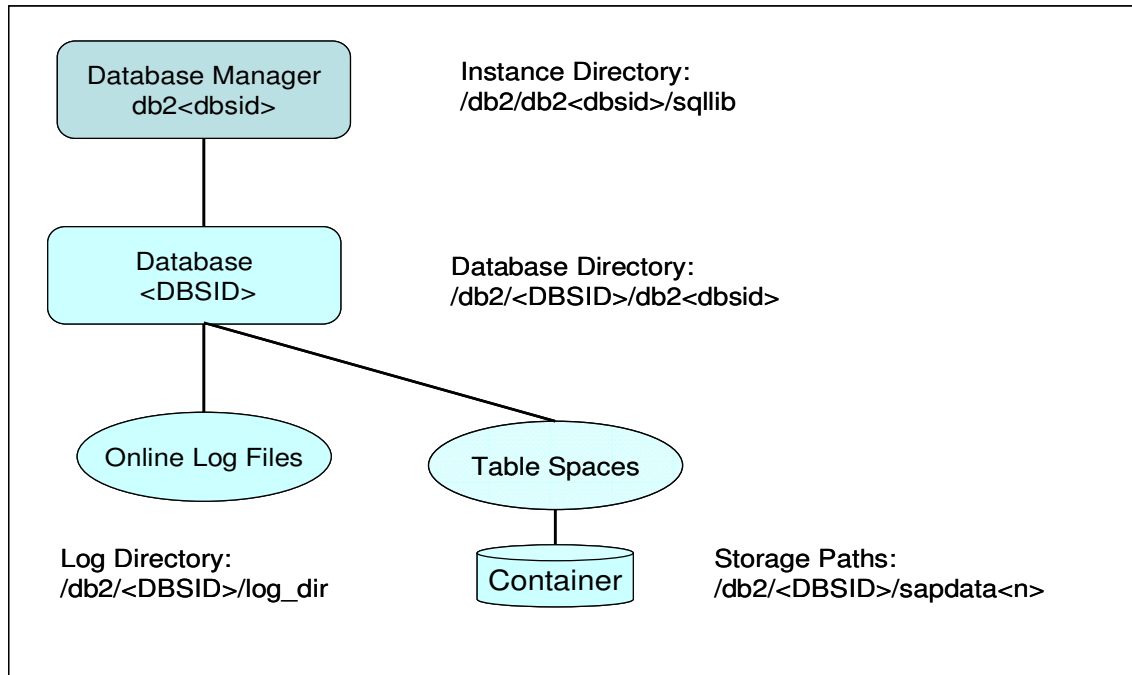 Database Manager
db2<dbsid>
Instance Directory:
/db2/db2<dbsid>/sqllib
Database
<DBSID>
Database Directory:
/db2/<DBSID>/db2<dbsid>
Online Log Files
Table Spaces
Log Directory:
/db2/<DBSID>/log_dir
Container
Storage Paths:
/db2/<DBSID>/sapdata<n>